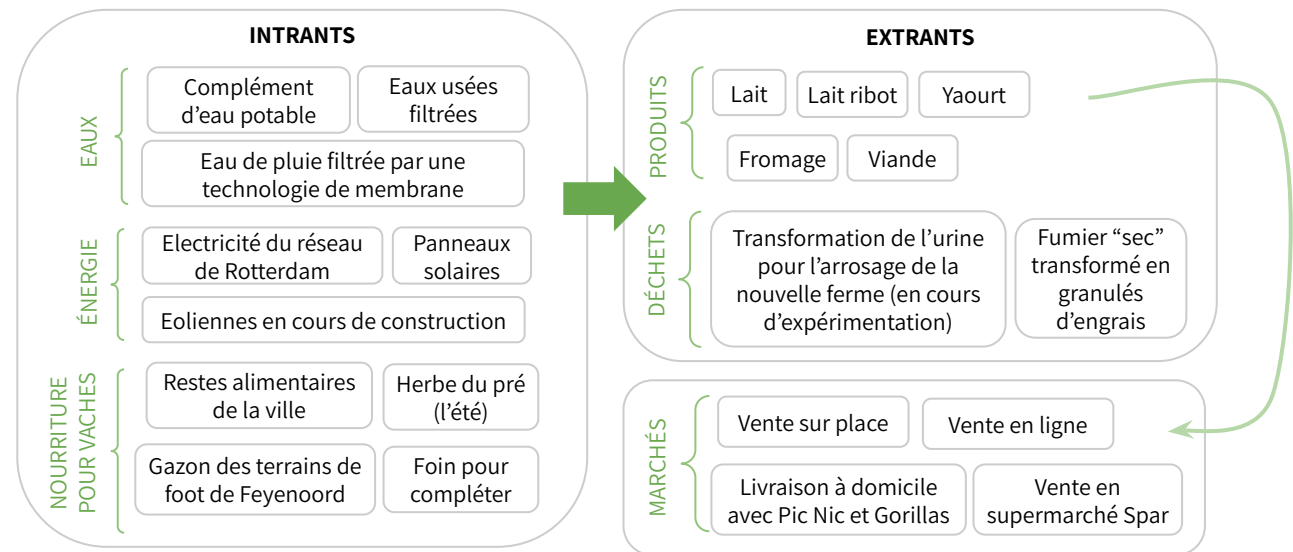 INTRANTS
EAUX
Complément
d'eau potable
Eaux usées
filtrées
Eau de pluie filtrée par une
technologie de membrane
ÉNERGIE
Electricité du réseau
de Rotterdam
Panneaux
solaires
Eoliennes en cours de construction
NOURRITURE
POUR VACHES
Restes alimentaires
de la ville
Herbe du pré
(l'été)
Gazon des terrains de
foot de Feyenoord
Foin pour
compléter
EXTRANTS
PRODUITS
Lait
Lait ribot
Yaourt
Fromage
Viande
DÉCHETS
Transformation de l'urine
pour l'arrosage de la
nouvelle ferme (en cours
d'expérimentation)
Fumier “sec”
transformé en
granulés
d'engrais
MARCHÉS
Vente sur place
Vente en ligne
Livraison à domicile
avec Pic Nic et Gorillas
Vente en
supermarché Spar